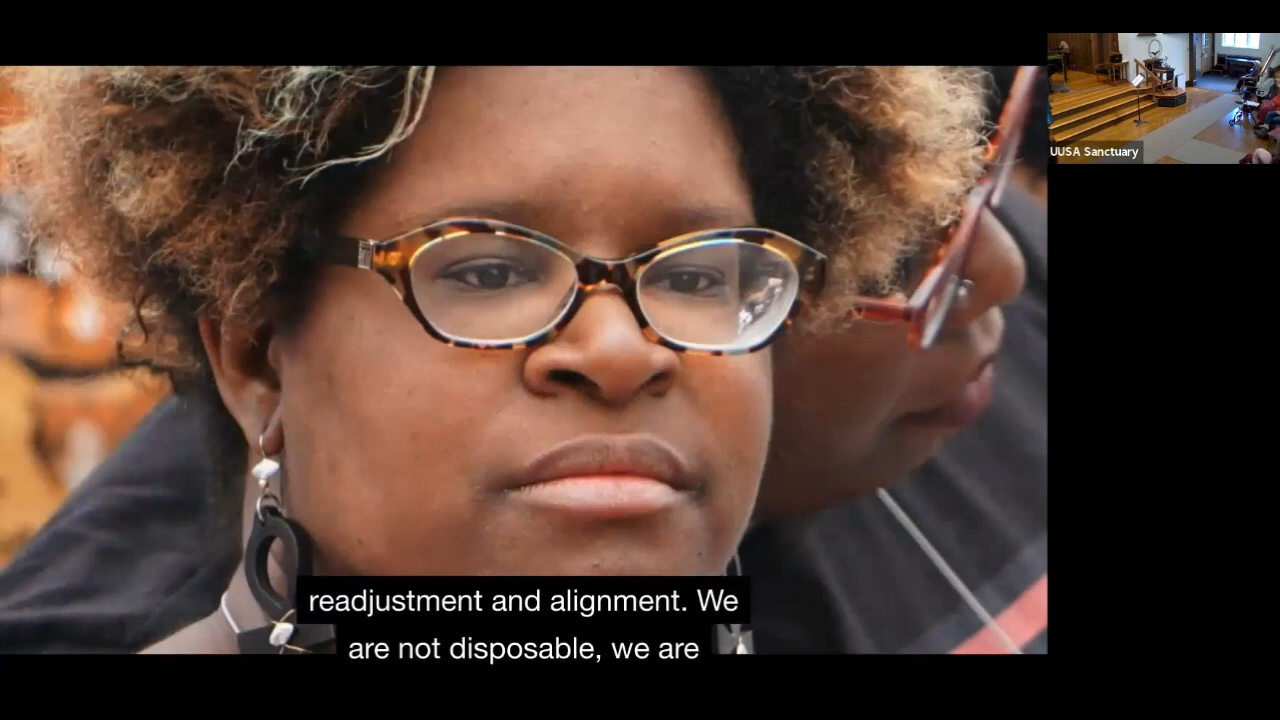 UUSA Sanctuary
readjustment and alignment. We
are not disposable, we are